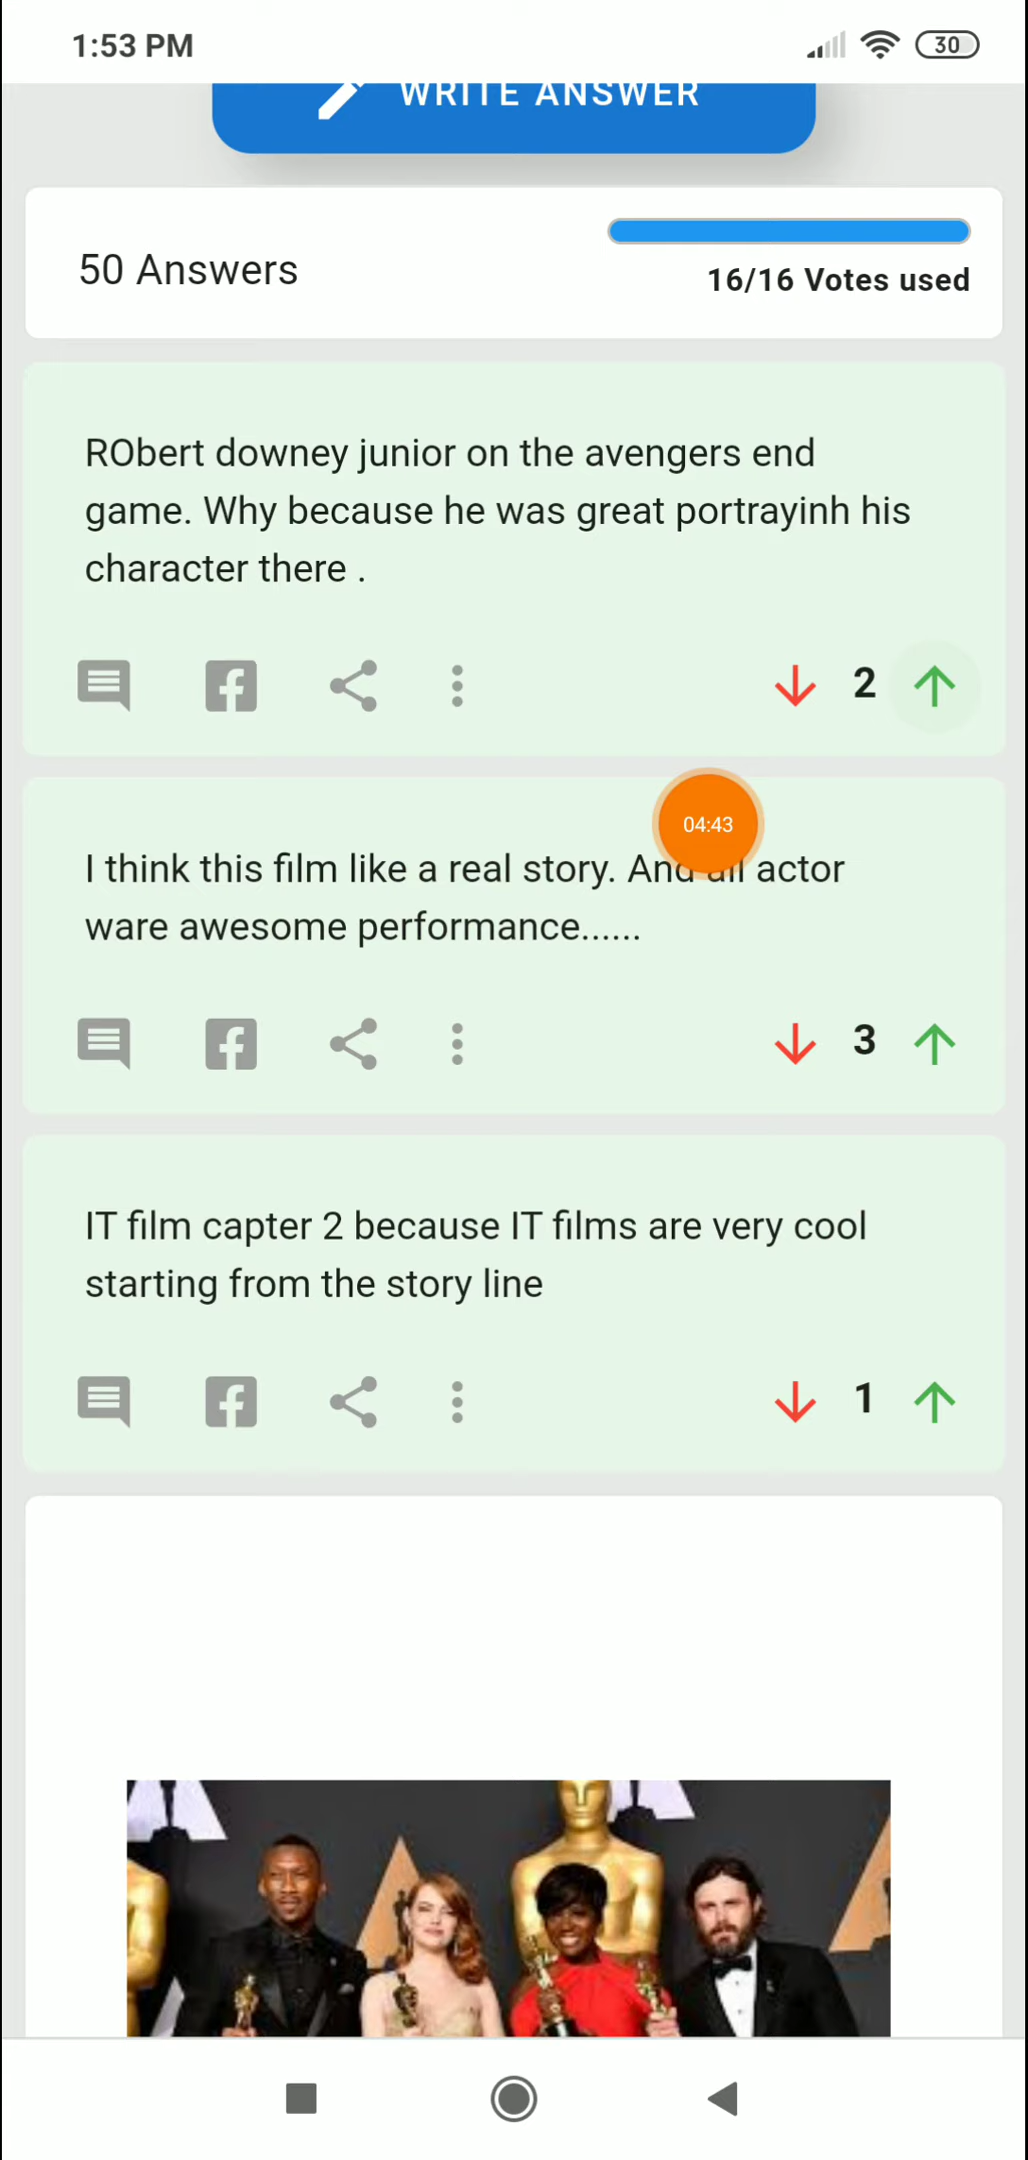 1:53 PM
30
WRITE ANSWER
50 Answers
16/16 Votes used
RObert downey junior on the avengers end
game. Why because he was great portrayinh his
character there .
2
04:43
I think this film like a real story. And all actor
ware awesome performance......
3
IT film capter 2 because IT films are very cool
starting from the story line
1